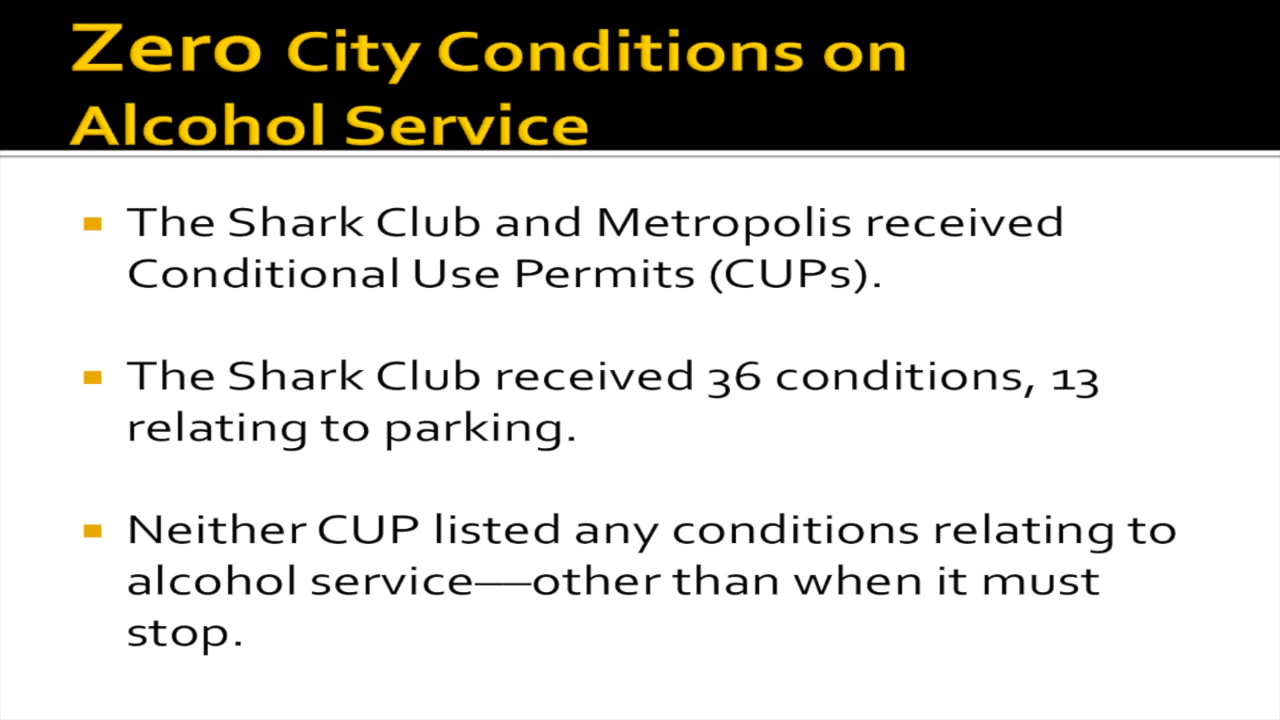 Zero City Conditions on
Alcohol Service
The Shark Club and Metropolis received
Conditional Use Permits (CUPs).
The Shark Club received 36 conditions, 13
relating to parking.
Neither CUP listed any conditions relating to
alcohol service—–other than when it must
stop.